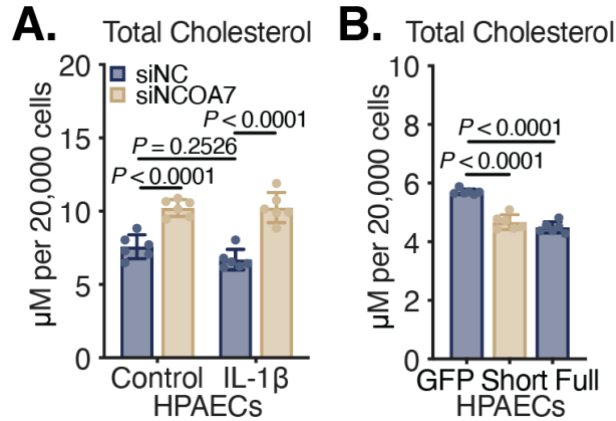 A. Total Cholesterol
20
15
10
5
0
µM per 20,000 cells
siNC
siNCOA7
P < 0.0001
P = 0.2526
P < 0.0001
Control IL-1β
HPAECs
B. Total Cholesterol
10
8
6
4
2
0
µM per 20,000 cells
P < 0.0001
P < 0.0001
GFP Short Full
HPAECs